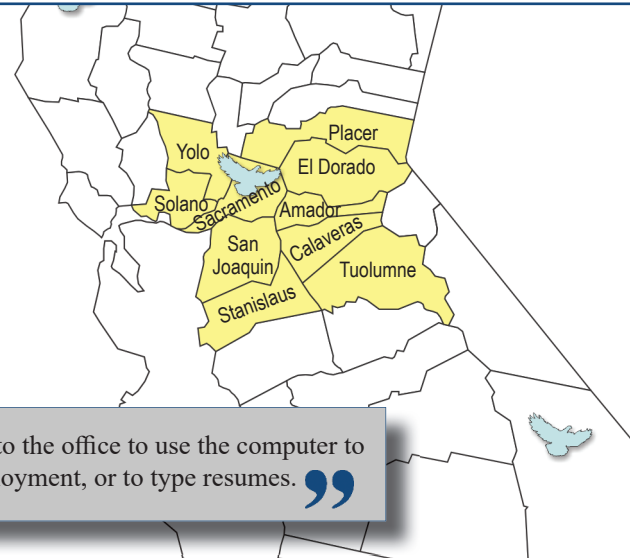 Placer
Yolo
El Dorado
Solano
Sacramento
Amador
San
Joaquin
Calaveras
Tuolumne
Stanislaus
to the office to use the computer to
oyment, or to type resumes. ”